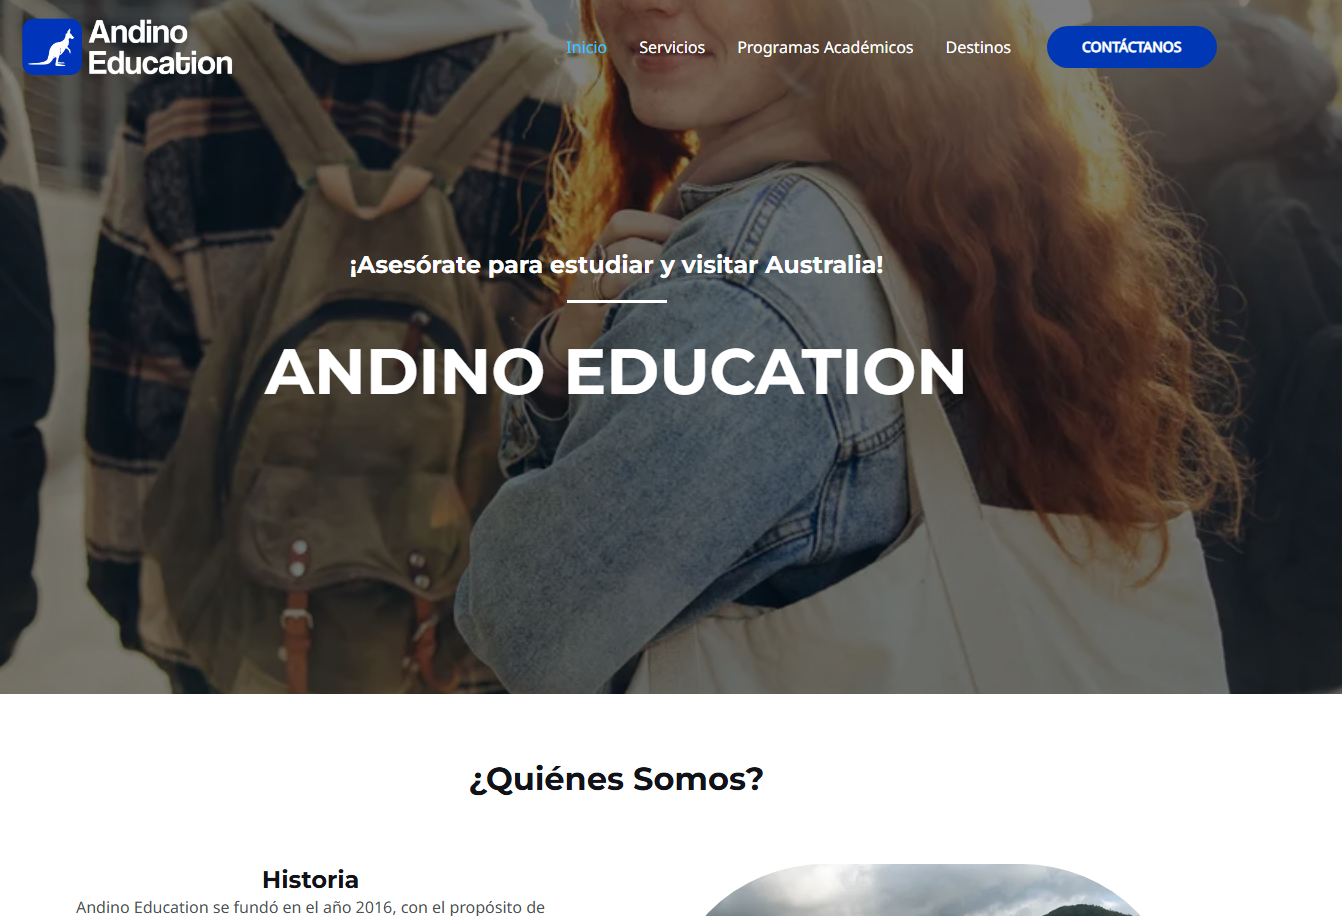 Andino
Education
Inicio
Servicios
Programas Académicos
Destinos
CONTÁCTANOS
¡Asesórate para estudiar y visitar Australia!
ANDINO EDUCATION
¿Quiénes Somos?
Historia
Andino Education se fundó en el año 2016, con el propósito de